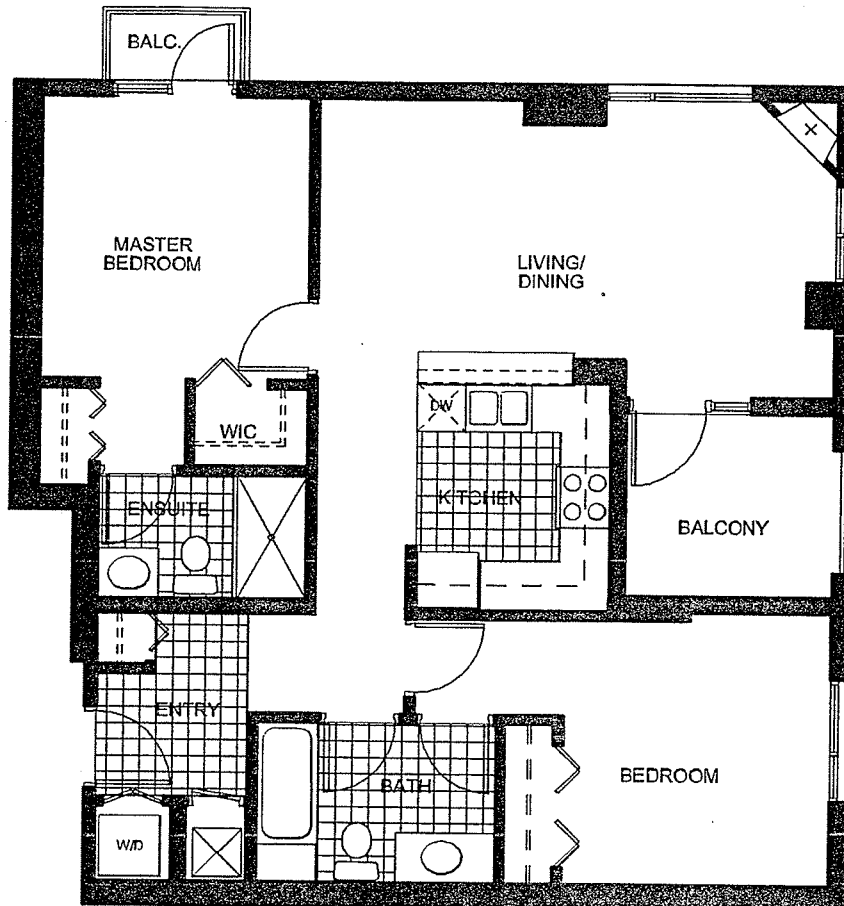 BALC.
MASTER
BEDROOM
LIVING/
DINING
WIC
DW
ENSUITE
KITCHEN
BALCONY
ENTRY
BATH
BEDROOM
W/D